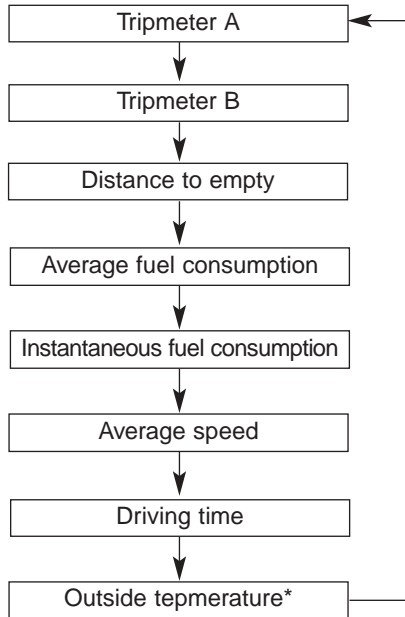 Tripmeter A
Tripmeter B
Distance to empty
Average fuel consumption
Instantaneous fuel consumption
Average speed
Driving time
Outside tepmerature*